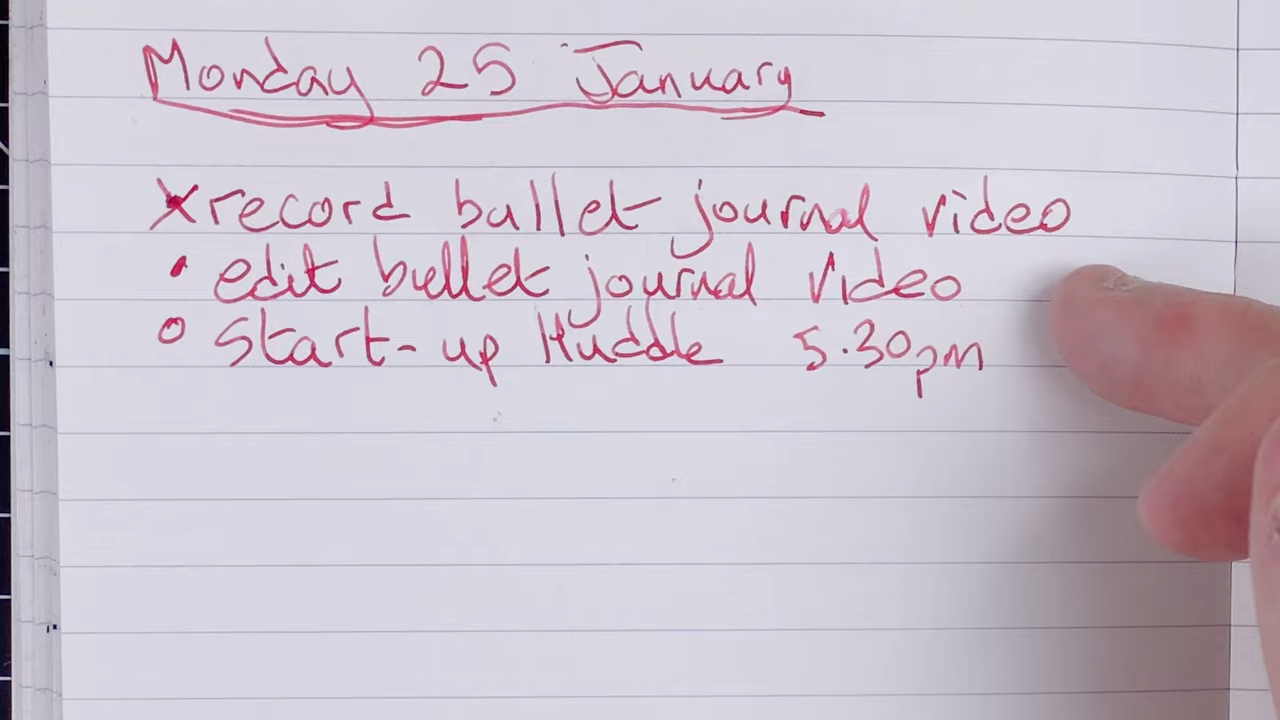 Monday 25 January
x record bullet journal video
• edit bullet journal video
o Start-up Huddle 5.30pm